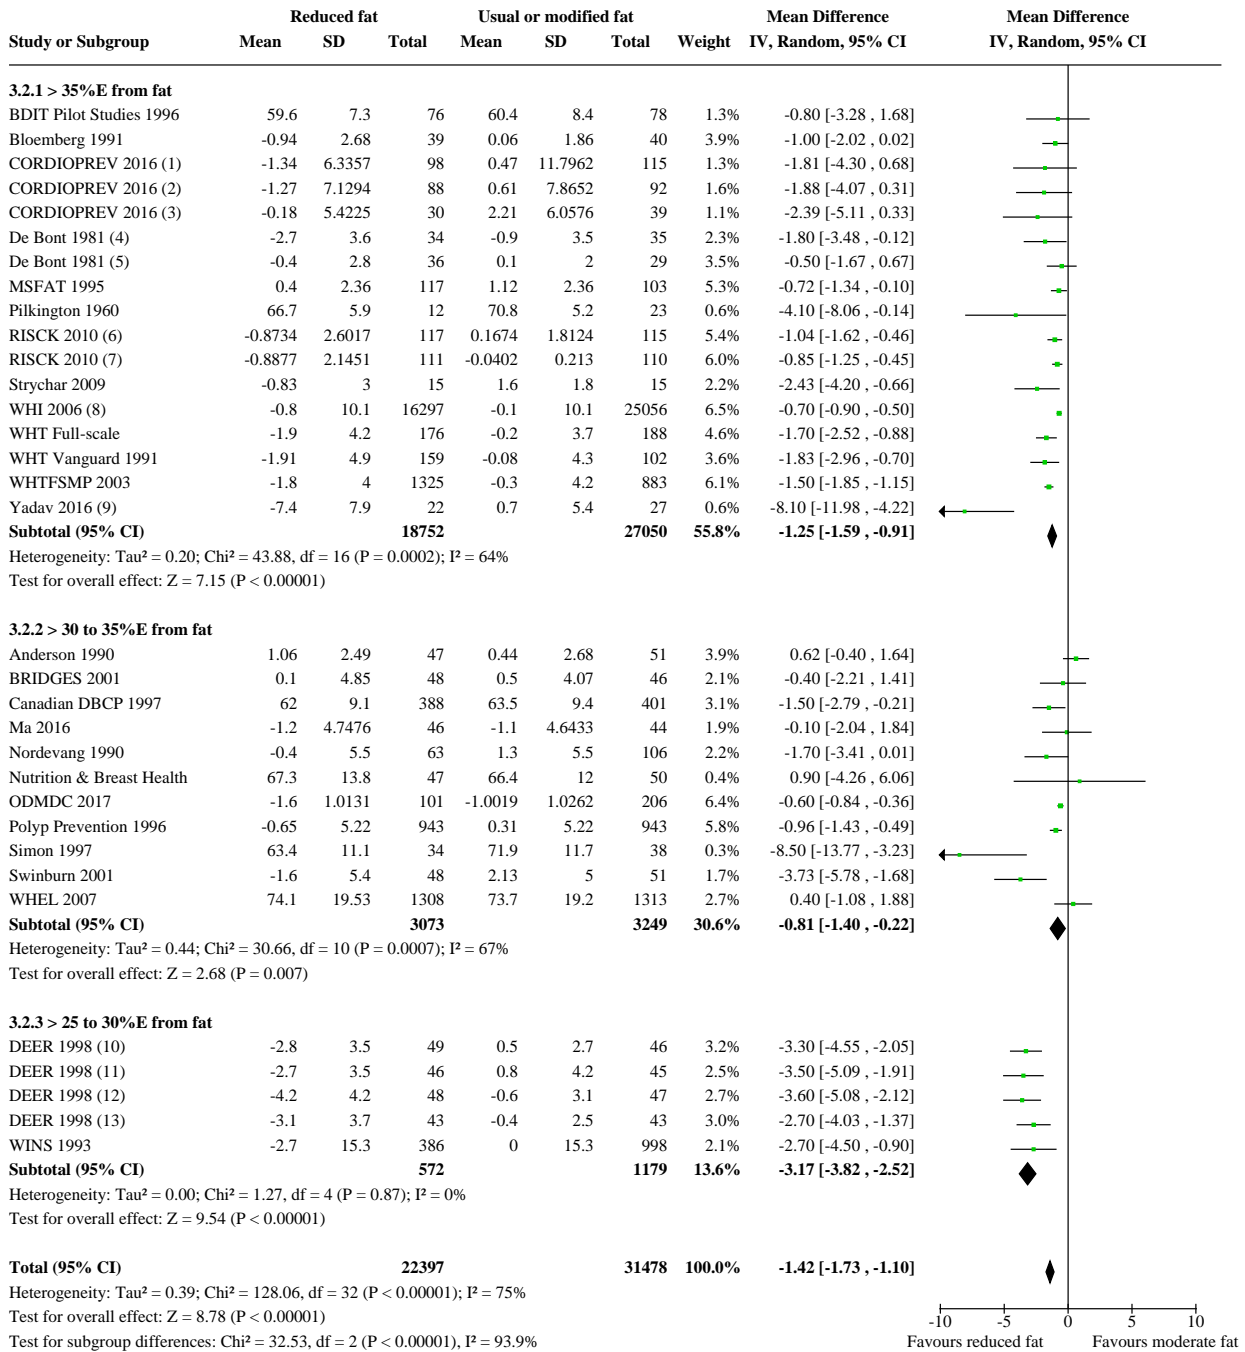 Reduced fat Usual or modified fat Mean Difference Mean Difference
Study or Subgroup Mean SD Total Mean SD Total Weight IV, Random, 95% CI IV, Random, 95% CI
3.2.1 > 35%E from fat
BDIT Pilot Studies 1996 59.6 7.3 76 60.4 8.4 78 1.3% -0.80 [-3.28 , 1.68]
Bloemberg 1991 -0.94 2.68 39 0.06 1.86 40 3.9% -1.00 [-2.02 , 0.02]
CORDIOPREV 2016 (1) -1.34 6.3357 98 0.47 11.7962 115 1.3% -1.81 [-4.30 , 0.68]
CORDIOPREV 2016 (2) -1.27 7.1294 88 0.61 7.8652 92 1.6% -1.88 [-4.07 , 0.31]
CORDIOPREV 2016 (3) -0.18 5.4225 30 2.21 6.0576 39 1.1% -2.39 [-5.11 , 0.33]
De Bont 1981 (4) -2.7 3.6 34 -0.9 3.5 35 2.3% -1.80 [-3.48 , -0.12]
De Bont 1981 (5) -0.4 2.8 36 0.1 2 29 3.5% -0.50 [-1.67 , 0.67]
MSFAT 1995 0.4 2.36 117 1.12 2.36 103 5.3% -0.72 [-1.34 , -0.10]
Pilkington 1960 66.7 5.9 12 70.8 5.2 23 0.6% -4.10 [-8.06 , -0.14]
RISCK 2010 (6) -0.8734 2.6017 117 0.1674 1.8124 115 5.4% -1.04 [-1.62 , -0.46]
RISCK 2010 (7) -0.8877 2.1451 111 -0.0402 0.213 110 6.0% -0.85 [-1.25 , -0.45]
Strychar 2009 -0.83 3 15 1.6 1.8 15 2.2% -2.43 [-4.20 , -0.66]
WHI 2006 (8) -0.8 10.1 16297 -0.1 10.1 25056 6.5% -0.70 [-0.90 , -0.50]
WHT Full-scale -1.9 4.2 176 -0.2 3.7 188 4.6% -1.70 [-2.52 , -0.88]
WHT Vanguard 1991 -1.91 4.9 159 -0.08 4.3 102 3.6% -1.83 [-2.96 , -0.70]
WHTFSMP 2003 -1.8 4 1325 -0.3 4.2 883 6.1% -1.50 [-1.85 , -1.15]
Yadav 2016 (9) -7.4 7.9 22 0.7 5.4 27 0.6% -8.10 [-11.98 , -4.22]
Subtotal (95% CI) 18752 27050 55.8% -1.25 [-1.59 , -0.91]
Heterogeneity: Tau² = 0.20; Chi² = 43.88, df = 16 (P = 0.0002); I² = 64%
Test for overall effect: Z = 7.15 (P < 0.00001)
3.2.2 > 30 to 35%E from fat
Anderson 1990 1.06 2.49 47 0.44 2.68 51 3.9% 0.62 [-0.40 , 1.64]
BRIDGES 2001 0.1 4.85 48 0.5 4.07 46 2.1% -0.40 [-2.21 , 1.41]
Canadian DBCP 1997 62 9.1 388 63.5 9.4 401 3.2% -1.50 [-2.79 , -0.21]
Ma 2016 -1.2 4.7476 46 -1.1 4.6433 44 1.9% -0.10 [-2.04 , 1.84]
Nordevang 1990 -0.4 5.5 63 1.3 5.5 106 2.2% -1.70 [-3.41 , 0.01]
Nutrition & Breast Health 67.3 13.8 47 66.4 12 50 0.4% 0.90 [-4.26 , 6.06]
ODMDC 2017 -1.6 1.0131 101 -1.0019 1.0262 206 6.4% -0.60 [-0.84 , -0.36]
Polyp Prevention 1996 -0.65 5.22 943 0.31 5.22 943 5.8% -0.96 [-1.43 , -0.49]
Simon 1997 63.4 11.1 34 71.9 11.7 38 0.3% -8.50 [-13.77 , -3.23]
Swinburn 2001 -1.6 5.4 48 2.13 5 51 1.7% -3.73 [-5.78 , -1.68]
WHEL 2007 74.1 19.53 1308 73.7 19.2 1313 2.7% 0.40 [-1.08 , 1.88]
Subtotal (95% CI) 3073 3249 30.6% -0.81 [-1.40 , -0.22]
Heterogeneity: Tau² = 0.44; Chi² = 30.66, df = 10 (P = 0.0007); I² = 67%
Test for overall effect: Z = 2.68 (P = 0.007)
3.2.3 > 25 to 30%E from fat
DEER 1998 (10) -2.8 3.5 49 0.5 2.7 46 3.2% -3.30 [-4.55 , -2.05]
DEER 1998 (11) -2.7 3.5 46 0.8 4.2 45 2.5% -3.50 [-5.09 , -1.91]
DEER 1998 (12) -4.2 4.2 48 -0.6 3.1 47 2.7% -3.60 [-5.08 , -2.12]
DEER 1998 (13) -3.1 3.7 43 -0.4 2.5 43 3.0% -2.70 [-4.03 , -1.37]
WINS 1993 -2.7 15.3 386 0 15.3 998 2.1% -2.70 [-4.50 , -0.90]
Subtotal (95% CI) 572 1179 13.6% -3.17 [-3.82 , -2.52]
Heterogeneity: Tau² = 0.00; Chi² = 1.27, df = 4 (P = 0.87); I² = 0%
Test for overall effect: Z = 9.54 (P < 0.00001)
Total (95% CI) 22397 31478 100.0% -1.42 [-1.73 , -1.10]
Heterogeneity: Tau² = 0.39; Chi² = 128.06, df = 32 (P < 0.00001); I² = 75%
Test for overall effect: Z = 8.78 (P < 0.00001)
-10 -5 0 5 10
Test for subgroup differences: Chi² = 32.53, df = 2 (P < 0.00001), I² = 93.9% Favours reduced fat Favours moderate fat